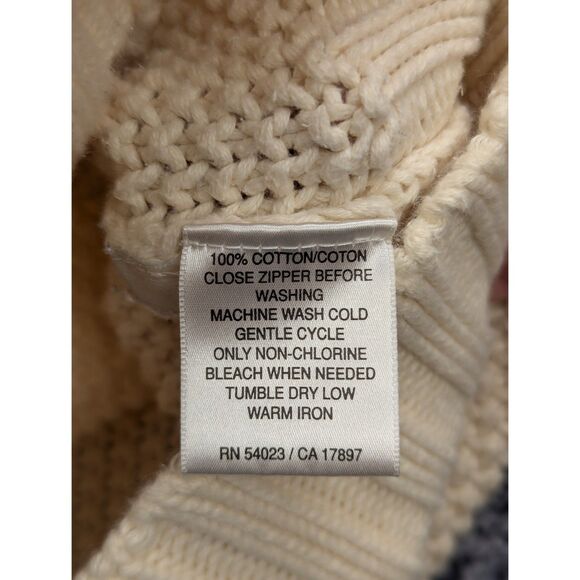 100% COTTON/COTON
CLOSE ZIPPER BEFORE
WASHING
MACHINE WASH COLD
GENTLE CYCLE
ONLY NON-CHLORINE
BLEACH WHEN NEEDED
TUMBLE DRY LOW
WARM IRON
RN 54023 / CA 17897